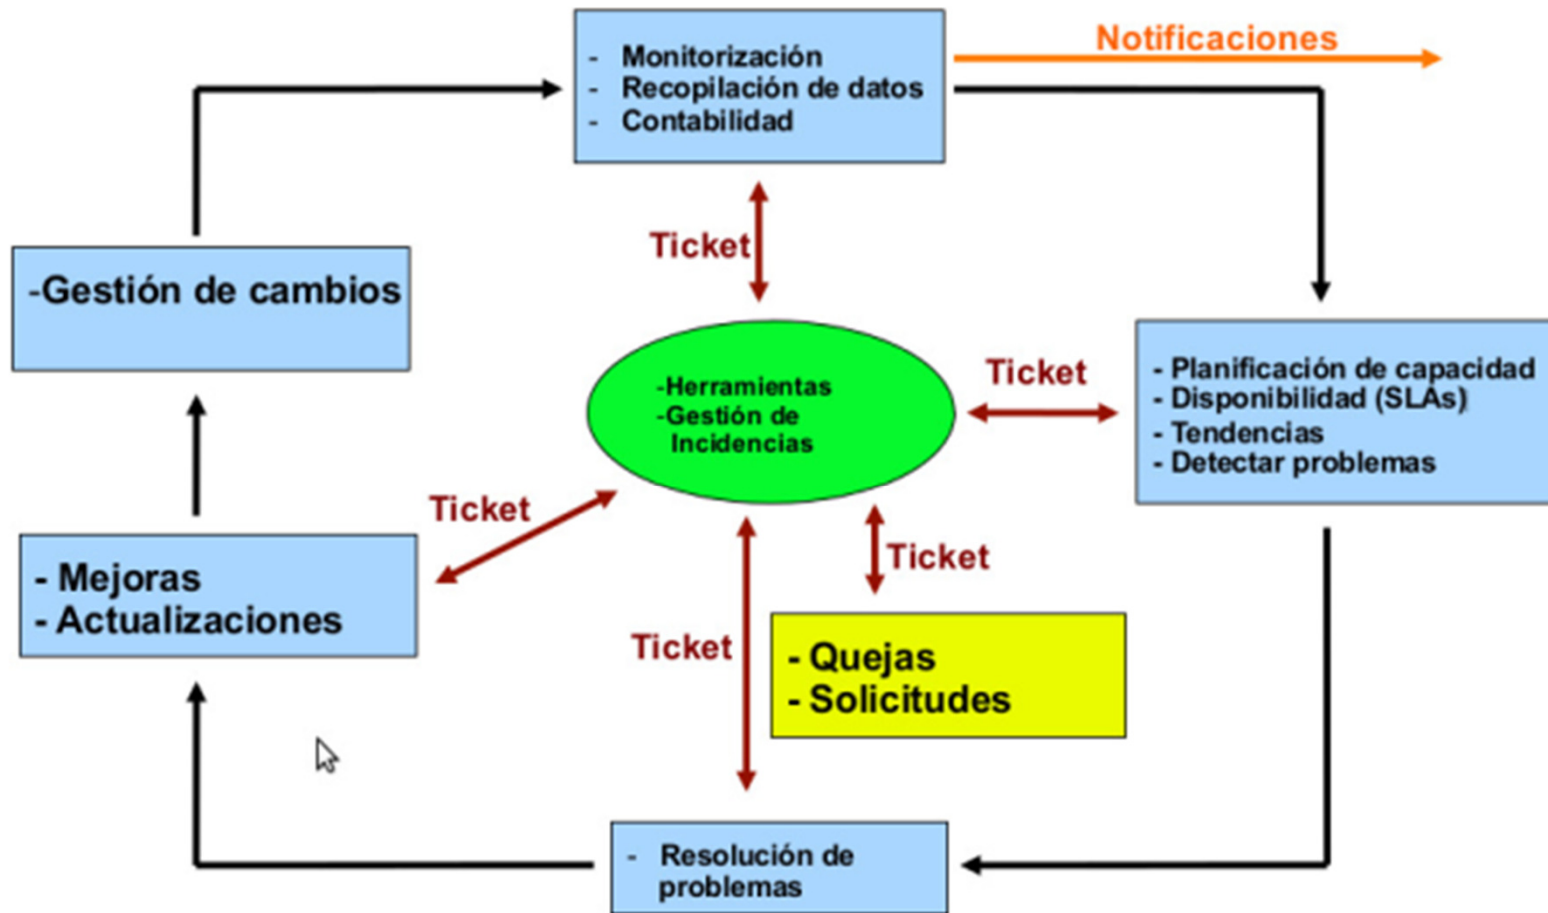 - Monitorización
- Recopilación de datos
- Contabilidad
Notificaciones
Ticket
-Gestión de cambios
-Herramientas
-Gestión de
Incidencias
Ticket
- Planificación de capacidad
- Disponibilidad (SLAs)
- Tendencias
- Detectar problemas
Ticket
Ticket
- Mejoras
- Actualizaciones
Ticket
- Quejas
- Solicitudes
- Resolución de
problemas